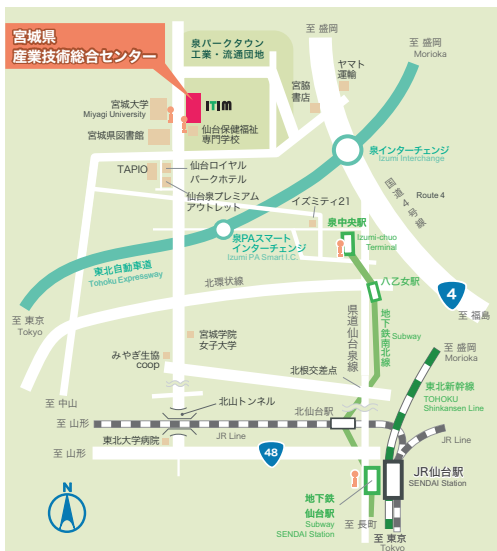 宮城県
産業技術総合センター
泉パークタウン
工業・流通団地
至 盛岡
至 盛岡
Morioka
ヤマト
運輸
宮脇
書店
宮城大学
Miyagi University
ITIM
宮城県図書館
仙台保健福祉
専門学校
泉インターチェンジ
Izumi Interchange
TAPIO
仙台ロイヤル
パークホテル
仙台泉プレミアム
アウトレット
イズミティ21
国道4号線
Route 4
泉中央駅
Izumi-chuo
Terminal
泉PAスマート
インターチェンジ
Izumi PA Smart I.C.
東北自動車道
Tohoku Expressway
北環状線
八乙女駅
4
至 東京
Tokyo
県道仙台泉線
地下鉄南北線
Subway
至 福島
宮城学院
女子大学
みやぎ生協
coop
至 盛岡
Morioka
北根交差点
東北新幹線
TOHOKU
Shinkansen Line
至 中山
北山トンネル
北仙台駅
至 山形
JR Line
JR Line
東北大学病院
至 山形
48
JR仙台駅
SENDAI Station
N
地下鉄
仙台駅
Subway
SENDAI Station
至 長町
至 東京
Tokyo